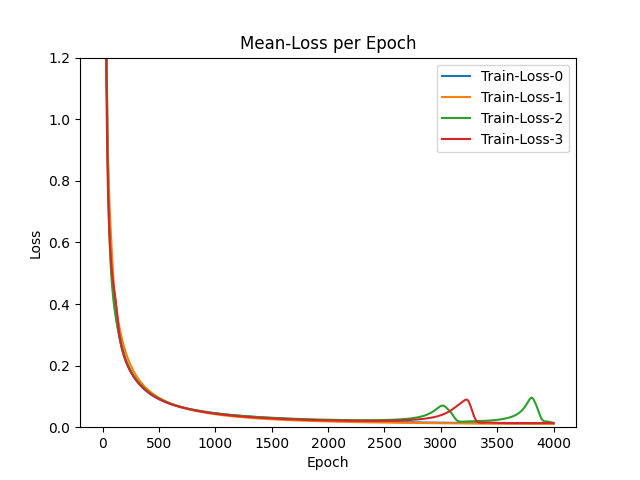 Mean-Loss per Epoch
Train-Loss-0
Train-Loss-1
Train-Loss-2
Train-Loss-3
1.2
1.0
0.8
0.6
0.4
0.2
0.0
Loss
0 500 1000 1500 2000 2500 3000 3500 4000
Epoch